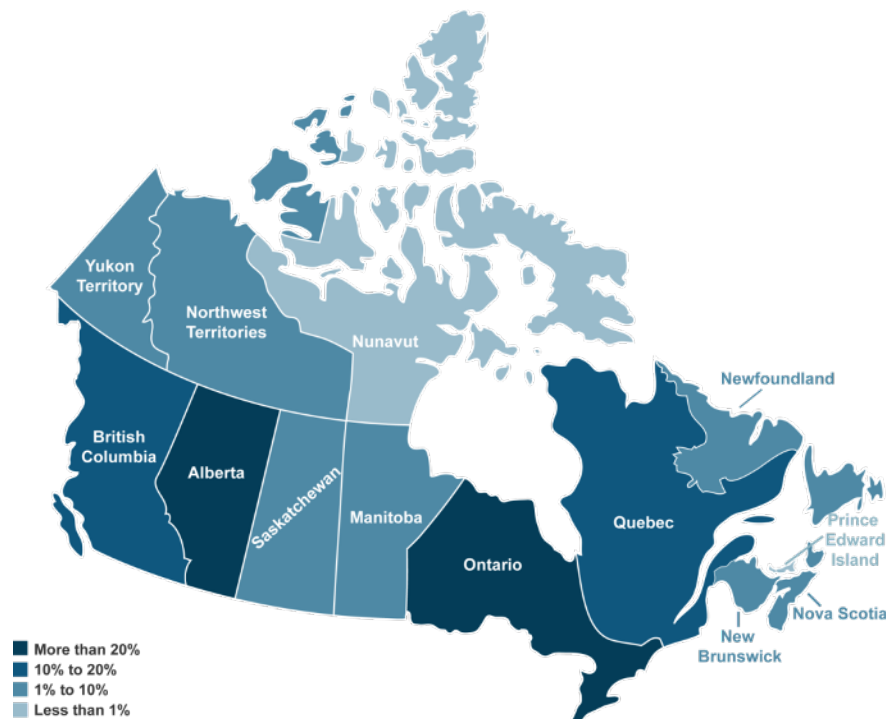 Yukon
Territory
Northwest
Territories
Nunavut
Newfoundland
British
Columbia
Alberta
Saskatchewan
Manitoba
Ontario
Quebec
Prince
Edward
Island
Nova Scotia
New
Brunswick
More than 20%
10% to 20%
1% to 10%
Less than 1%